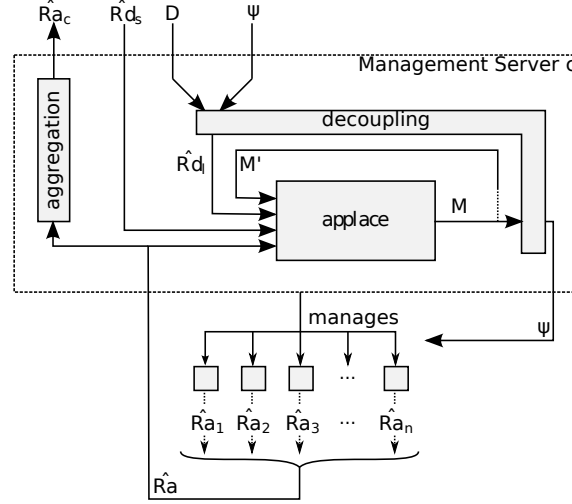 R̂a_c R̂d_s D Ψ
Management Server c
aggregation
decoupling
R̂d_l M'
applace
M
manages
Ψ
...
R̂a_1 R̂a_2 R̂a_3 ... R̂a_n
R̂a